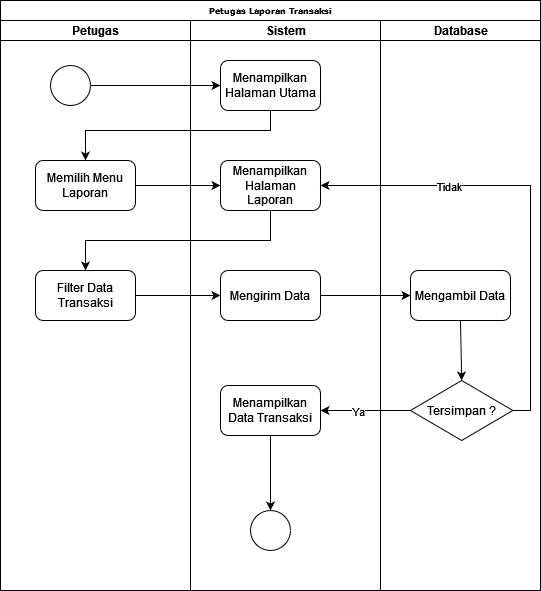 Petugas Laporan Transaksi
Petugas
Sistem
Database
Menampilkan
Halaman Utama
Memilih Menu
Laporan
Menampilkan
Halaman
Laporan
Tidak
Filter Data
Transaksi
Mengirim Data
Mengambil Data
Menampilkan
Data Transaksi
Ya
Tersimpan ?